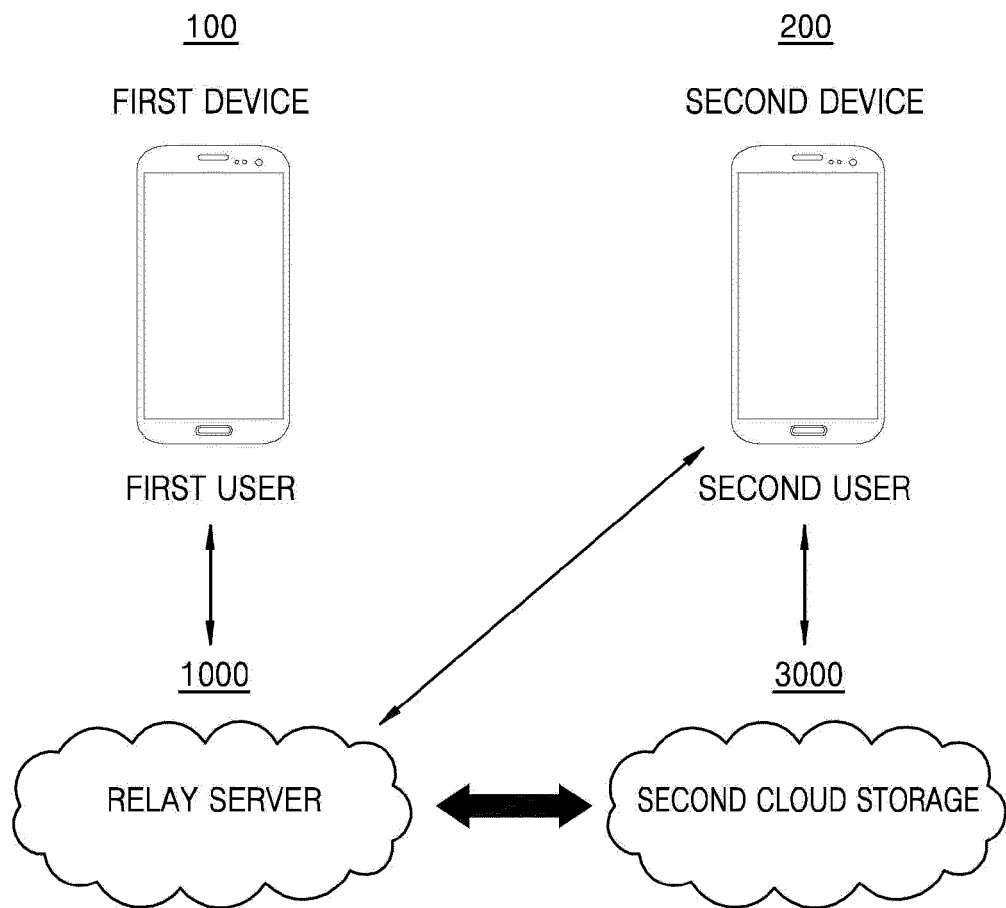 100
200
FIRST DEVICE
SECOND DEVICE
FIRST USER
SECOND USER
1000
3000
RELAY SERVER
SECOND CLOUD STORAGE